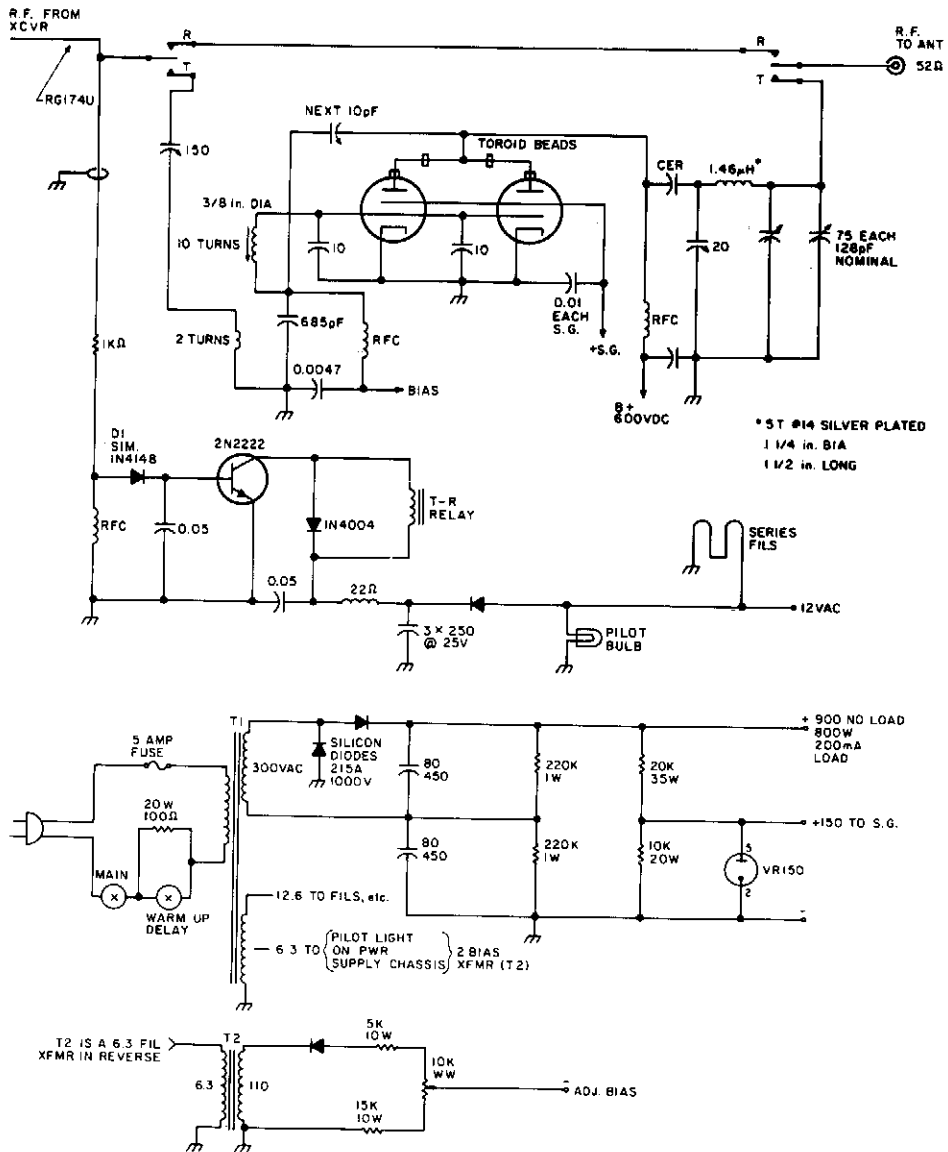 R.F. FROM
XCVR
RG174U
R
T
150
NEXT 10pF
TOROID BEADS
3/8 in. DIA
10 TURNS
10
10
685pF
RFC
2 TURNS
0.0047
BIAS
0.01
EACH
S.G.
+S.G.
R
T
R.F.
TO ANT
52Ω
CER
1.46μH*
20
75 EACH
128pF
NOMINAL
RFC
B+
600VDC
* 5T #14 SILVER PLATED
1 1/4 in. DIA
1 1/2 in. LONG
1KΩ
D1
SIM.
1N4148
2N2222
RFC
0.05
1N4004
T-R
RELAY
0.05
22Ω
3 X 250
@ 25V
PILOT
BULB
SERIES
FILS
12VAC
5 AMP
FUSE
20W
100Ω
MAIN
WARM UP
DELAY
T1
300VAC
SILICON
DIODES
215A
1000V
80
450
80
450
220K
1W
220K
1W
20K
35W
10K
20W
5
2
VR150
+ 900 NO LOAD
800W
200mA
LOAD
+150 TO S.G.
-
12.6 TO FILS, etc.
6.3 TO { PILOT LIGHT ON PWR SUPPLY CHASSIS } 2 BIAS XFMR (T2)
T2 IS A 6.3 FIL
XFMR IN REVERSE
T2
6.3
110
5K
10W
15K
10W
10K
WW
-
ADJ. BIAS